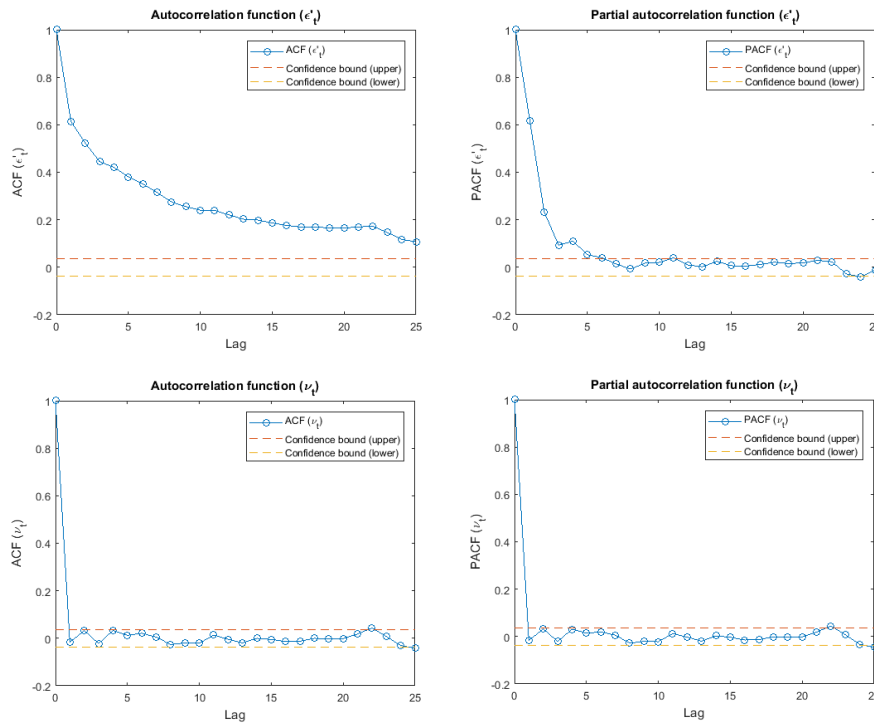 Autocorrelation function (ϵ't)
1
0.8
0.6
0.4
0.2
0
-0.2
ACF (ϵ't)
0 5 10 15 20 25
Lag
ACF (ϵ't)
Confidence bound (upper)
Confidence bound (lower)
Partial autocorrelation function (ϵ't)
1
0.8
0.6
0.4
0.2
0
-0.2
PACF (ϵ't)
0 5 10 15 20 25
Lag
PACF (ϵ't)
Confidence bound (upper)
Confidence bound (lower)
Autocorrelation function (νt)
1
0.8
0.6
0.4
0.2
0
-0.2
ACF (νt)
0 5 10 15 20 25
Lag
ACF (νt)
Confidence bound (upper)
Confidence bound (lower)
Partial autocorrelation function (νt)
1
0.8
0.6
0.4
0.2
0
-0.2
PACF (νt)
0 5 10 15 20
Lag
PACF (νt)
Confidence bound (upper)
Confidence bound (lower)